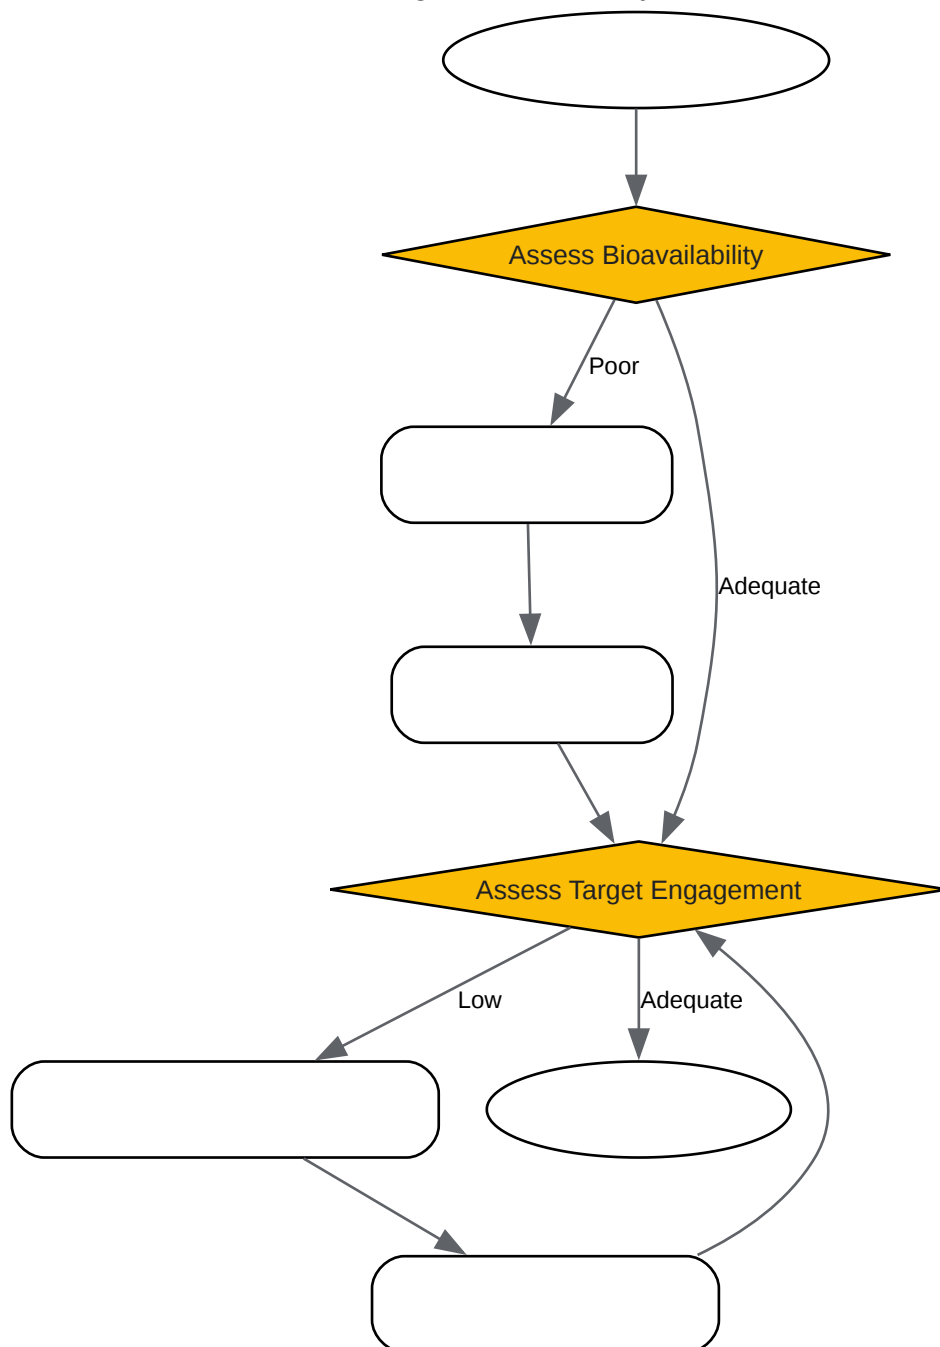 Assess Bioavailability
Poor
Adequate
Assess Target Engagement
Low
Adequate